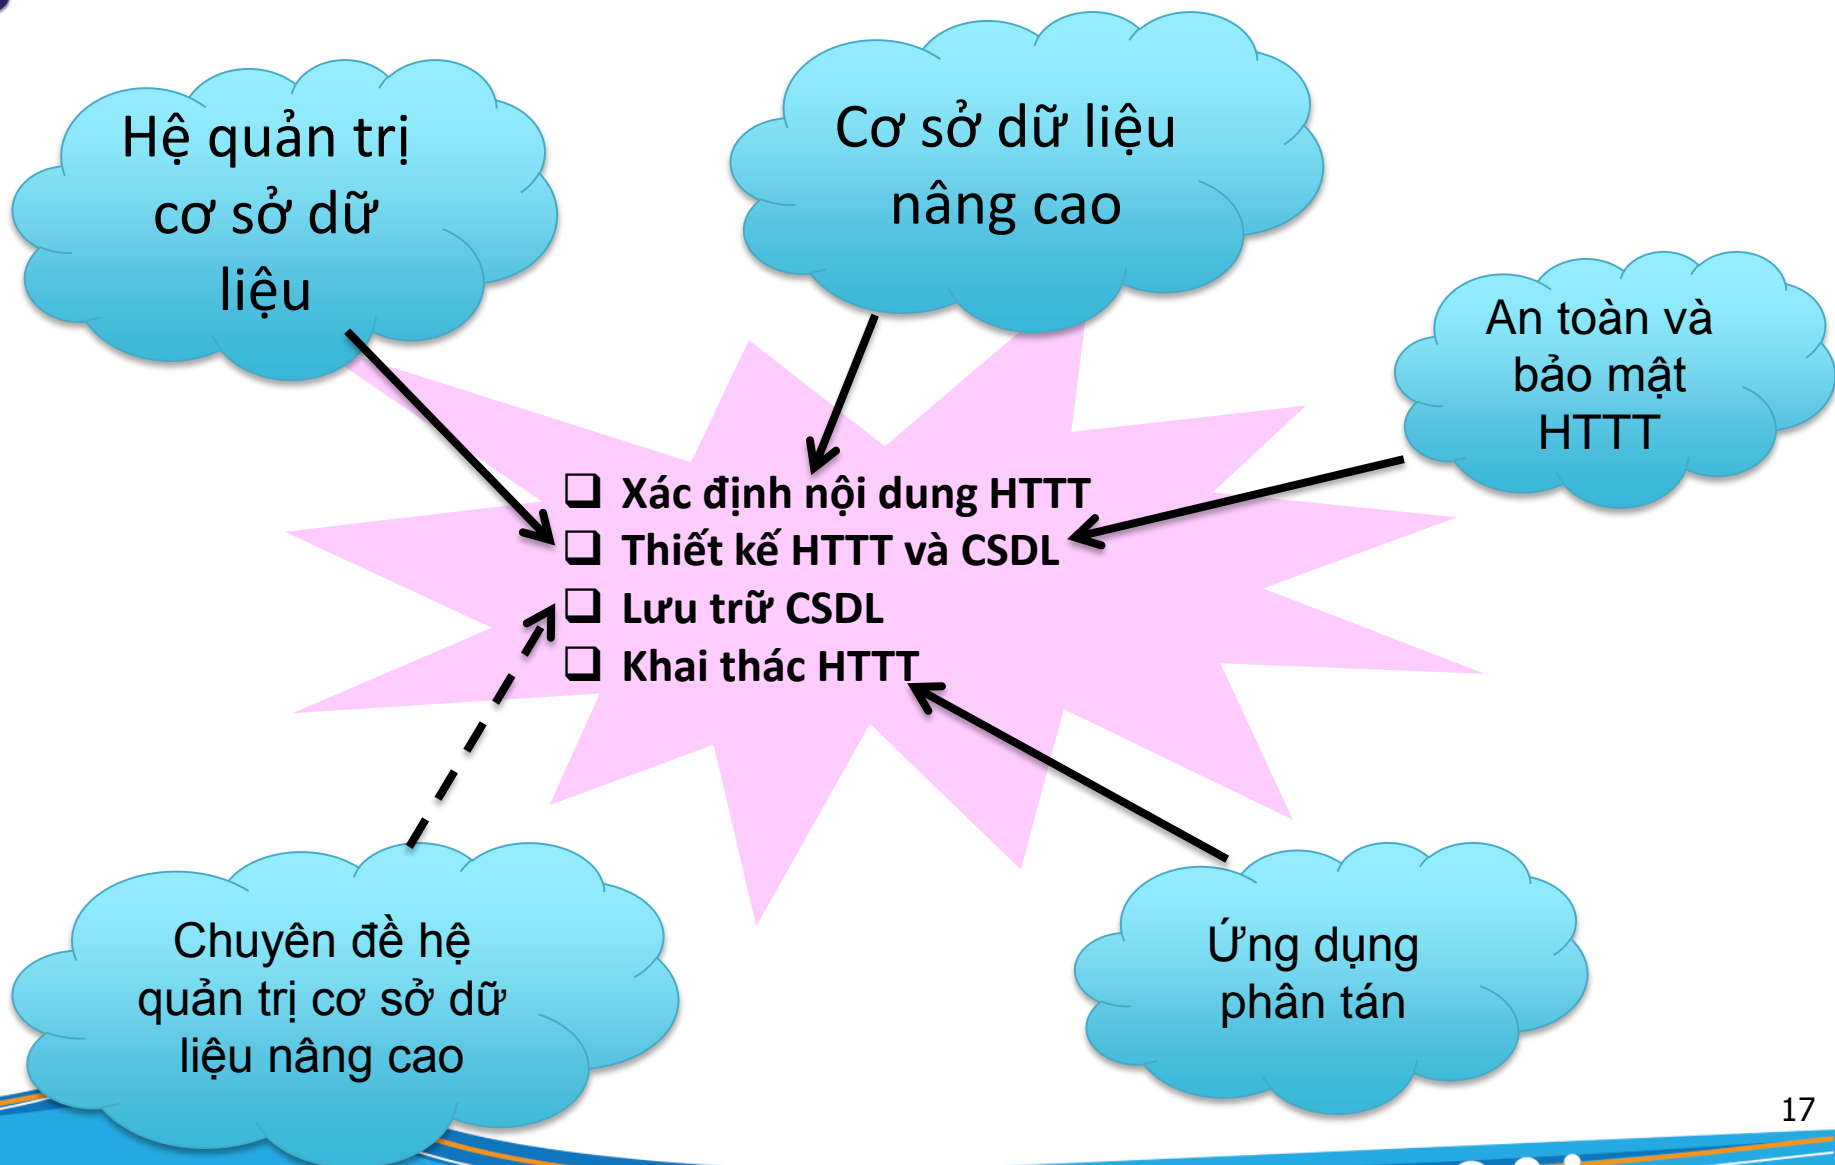 Hệ quản trị
cơ sở dữ
liệu
Cơ sở dữ liệu
nâng cao
An toàn và
bảo mật
HTTT
Xác định nội dung HTTT
Thiết kế HTTT và CSDL
Lưu trữ CSDL
Khai thác HTTT
Chuyên đề hệ
quản trị cơ sở dữ
liệu nâng cao
Ứng dụng
phân tán
17